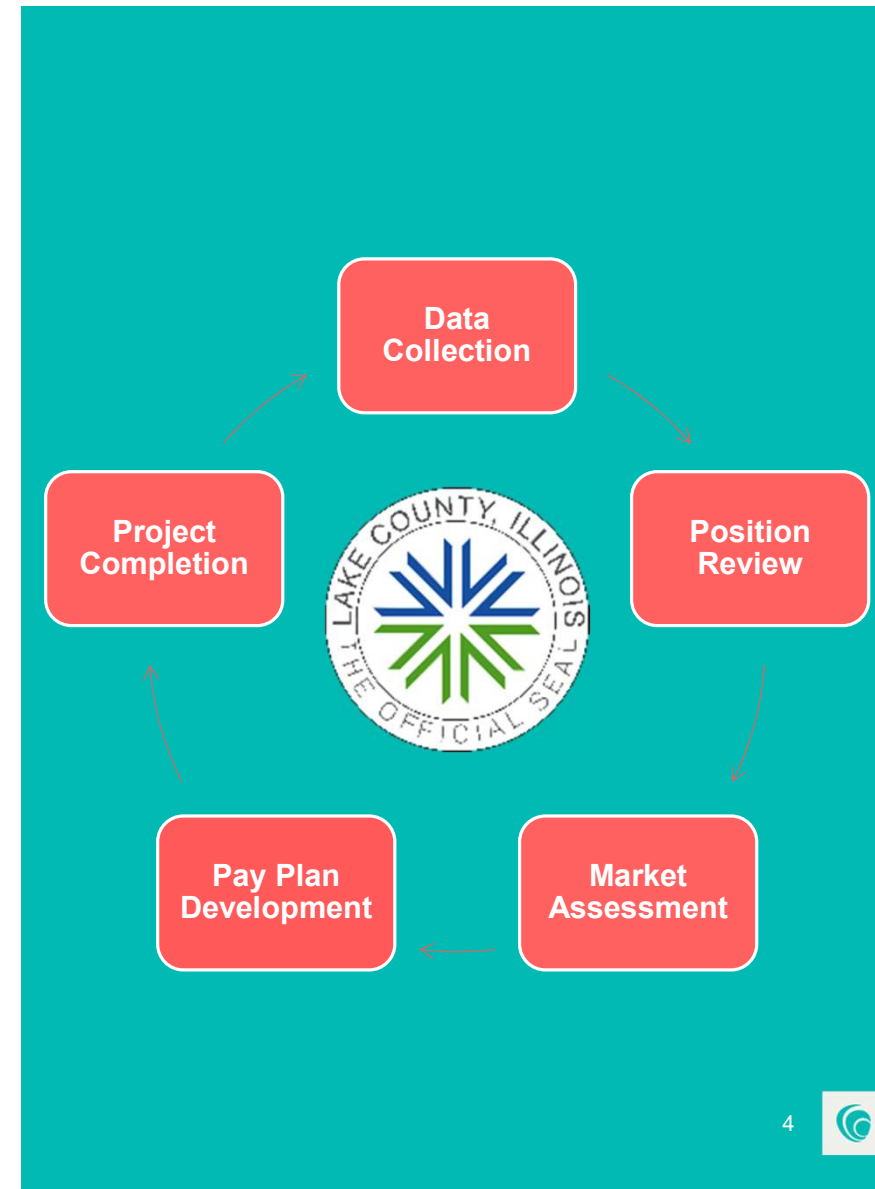 Data
Collection
Project
Completion
LAKE COUNTY, ILLINOIS
THE OFFICIAL SEAL
Position
Review
Pay Plan
Development
Market
Assessment
4